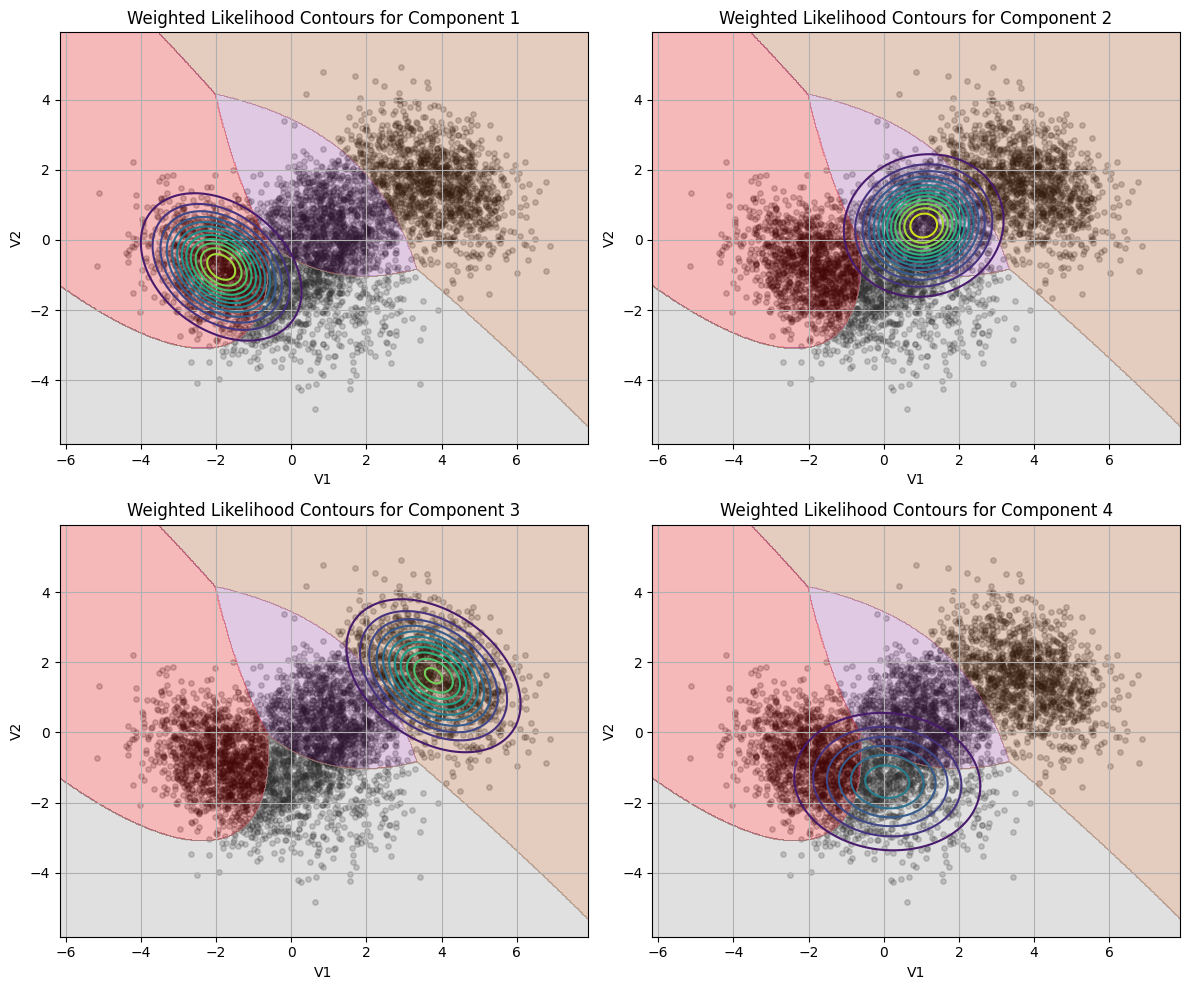 Weighted Likelihood Contours for Component 1
4
2
0
−2
−4
V2
−6 −4 −2 0 2 4 6
V1
Weighted Likelihood Contours for Component 2
4
2
0
−2
−4
V2
−6 −4 −2 0 2 4 6
V1
Weighted Likelihood Contours for Component 3
4
2
0
−2
−4
V2
−6 −4 −2 0 2 4 6
V1
Weighted Likelihood Contours for Component 4
4
2
0
−2
−4
V2
−6 −4 −2 0 2 4 6
V1